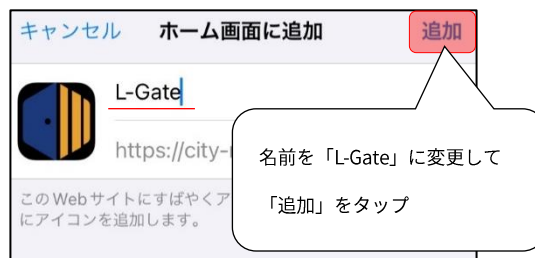 キャンセル ホーム画面に追加 追加
L-Gate
https://city-
名前を「L-Gate」に変更して
「追加」をタップ
このWebサイトにすばやくア
にアイコンを追加します。